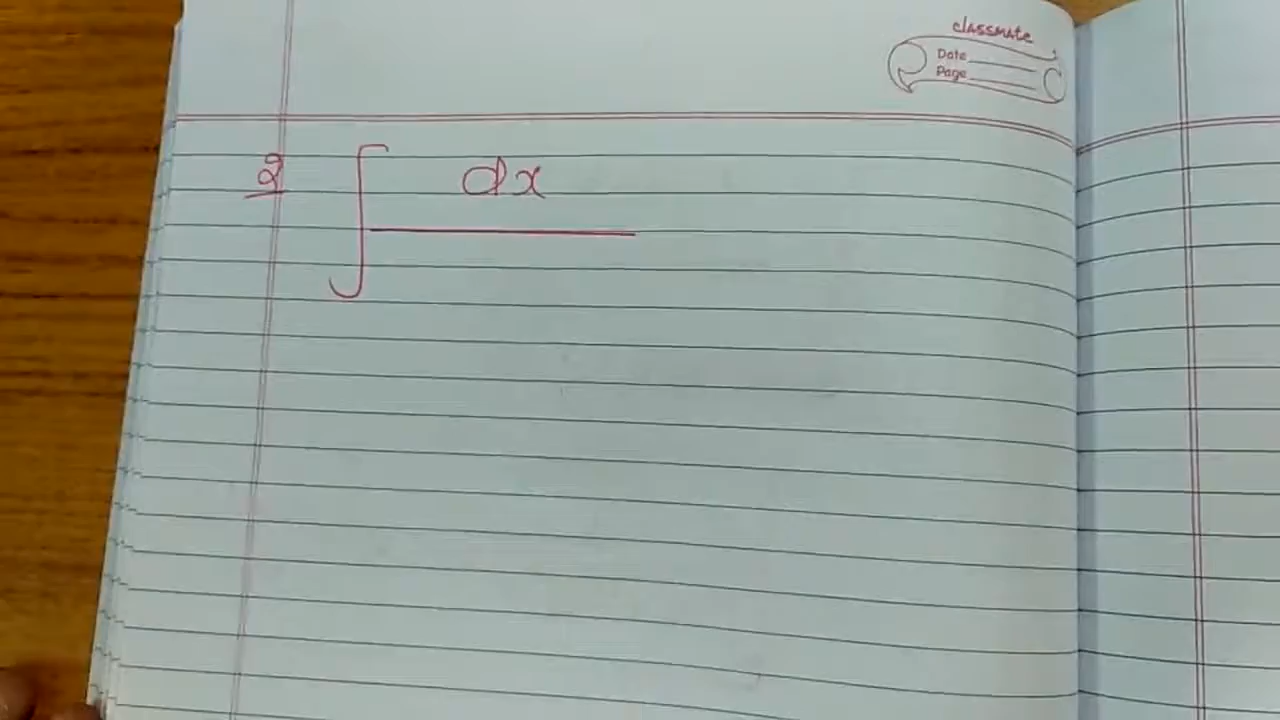 classmate
Date
Page
2 ∫ dx